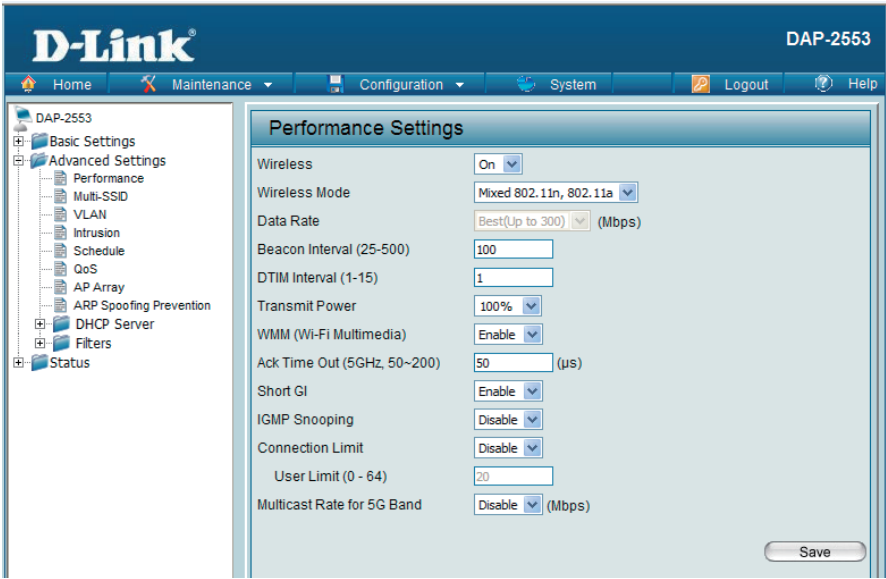 D-Link®
DAP-2553
Home Maintenance Configuration System Logout Help
DAP-2553
Basic Settings
Advanced Settings
Performance
Multi-SSID
VLAN
Intrusion
Schedule
QoS
AP Array
ARP Spoofing Prevention
DHCP Server
Filters
Status
Performance Settings
Wireless On
Wireless Mode Mixed 802.11n, 802.11a
Data Rate Best(Up to 300) (Mbps)
Beacon Interval (25-500) 100
DTIM Interval (1-15) 1
Transmit Power 100%
WMM (Wi-Fi Multimedia) Enable
Ack Time Out (5GHz, 50~200) 50 (µs)
Short GI Enable
IGMP Snooping Disable
Connection Limit Disable
User Limit (0 - 64) 20
Multicast Rate for 5G Band Disable (Mbps)
Save